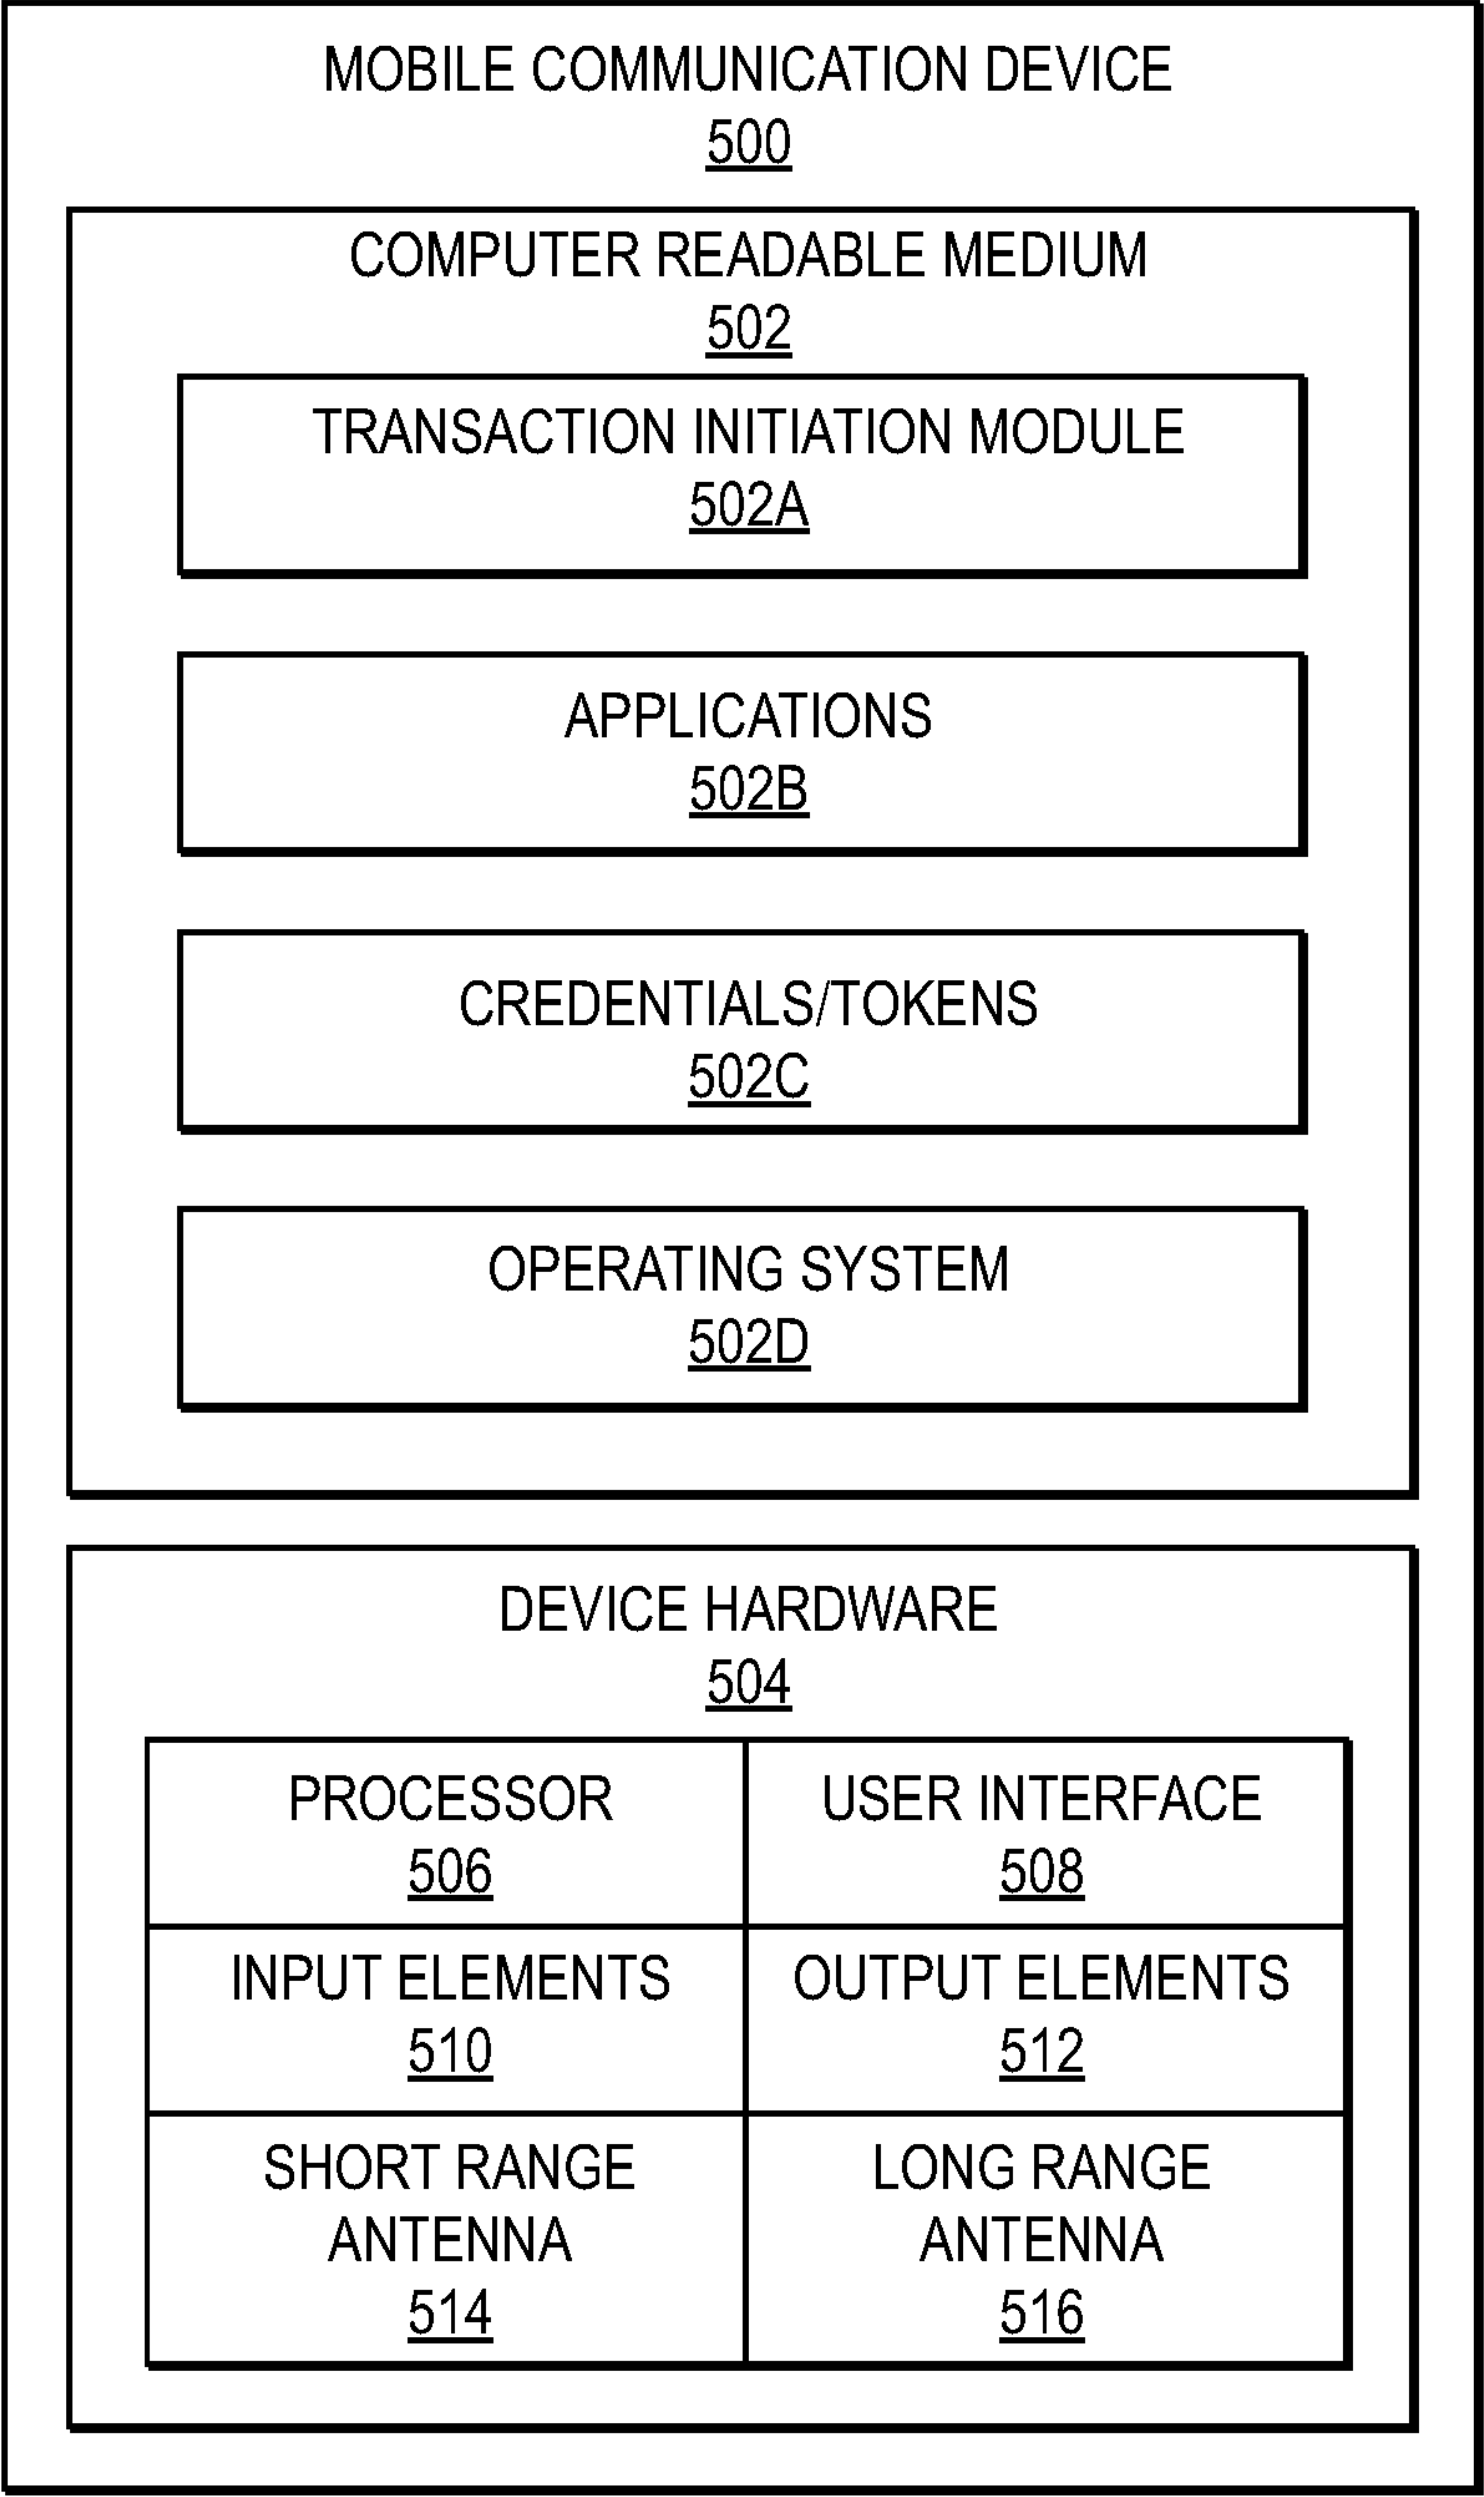 MOBILE COMMUNICATION DEVICE
500
COMPUTER READABLE MEDIUM
502
TRANSACTION INITIATION MODULE
502A
APPLICATIONS
502B
CREDENTIALS/TOKENS
502C
OPERATING SYSTEM
502D
DEVICE HARDWARE
504
PROCESSOR
506
USER INTERFACE
508
INPUT ELEMENTS
510
OUTPUT ELEMENTS
512
SHORT RANGE
ANTENNA
514
LONG RANGE
ANTENNA
516